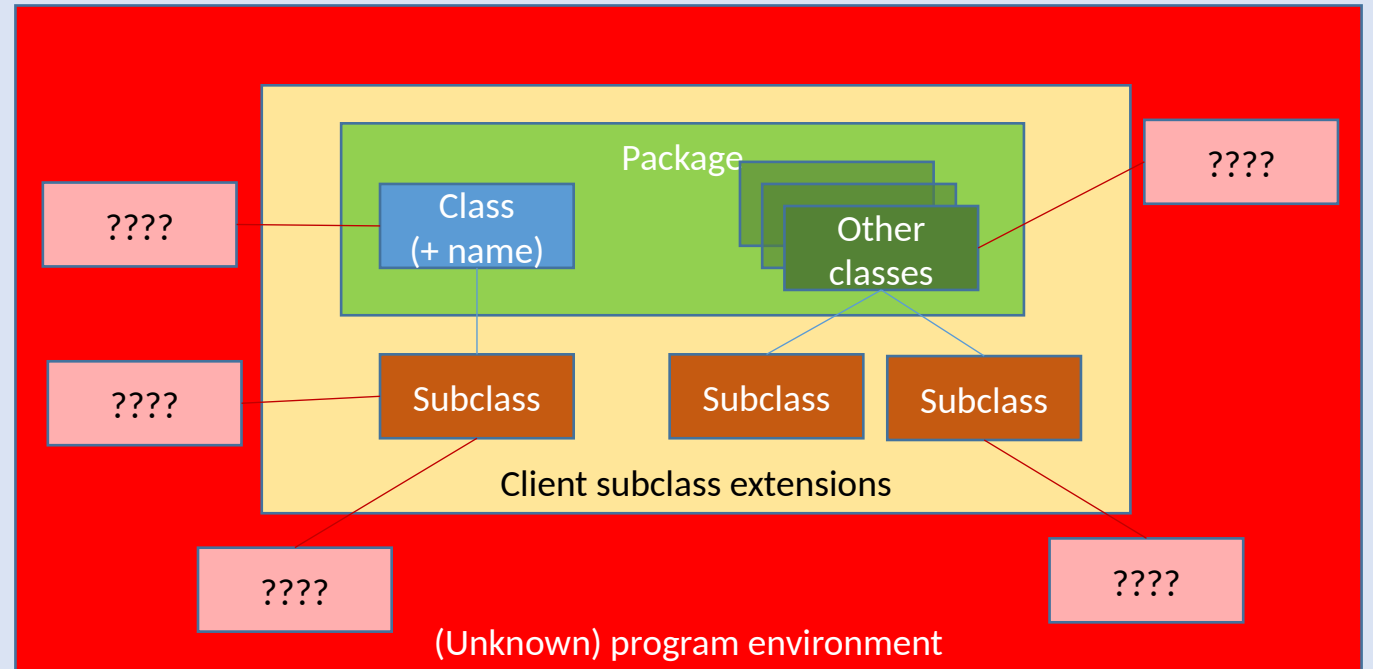 Package
????
Class
(+ name)
Other
classes
????
????
Subclass
Subclass
Subclass
Client subclass extensions
????
????
(Unknown) program environment